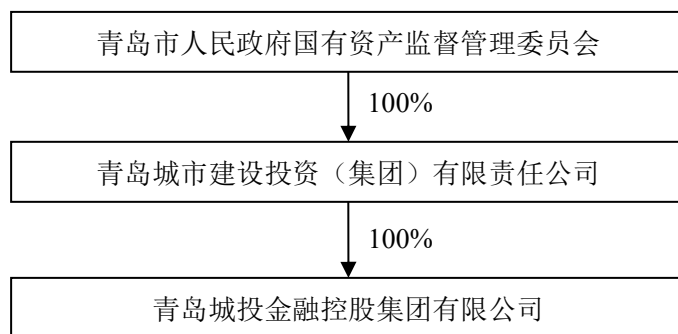 青岛市人民政府国有资产监督管理委员会
100%
青岛城市建设投资（集团）有限责任公司
100%
青岛城投金融控股集团有限公司